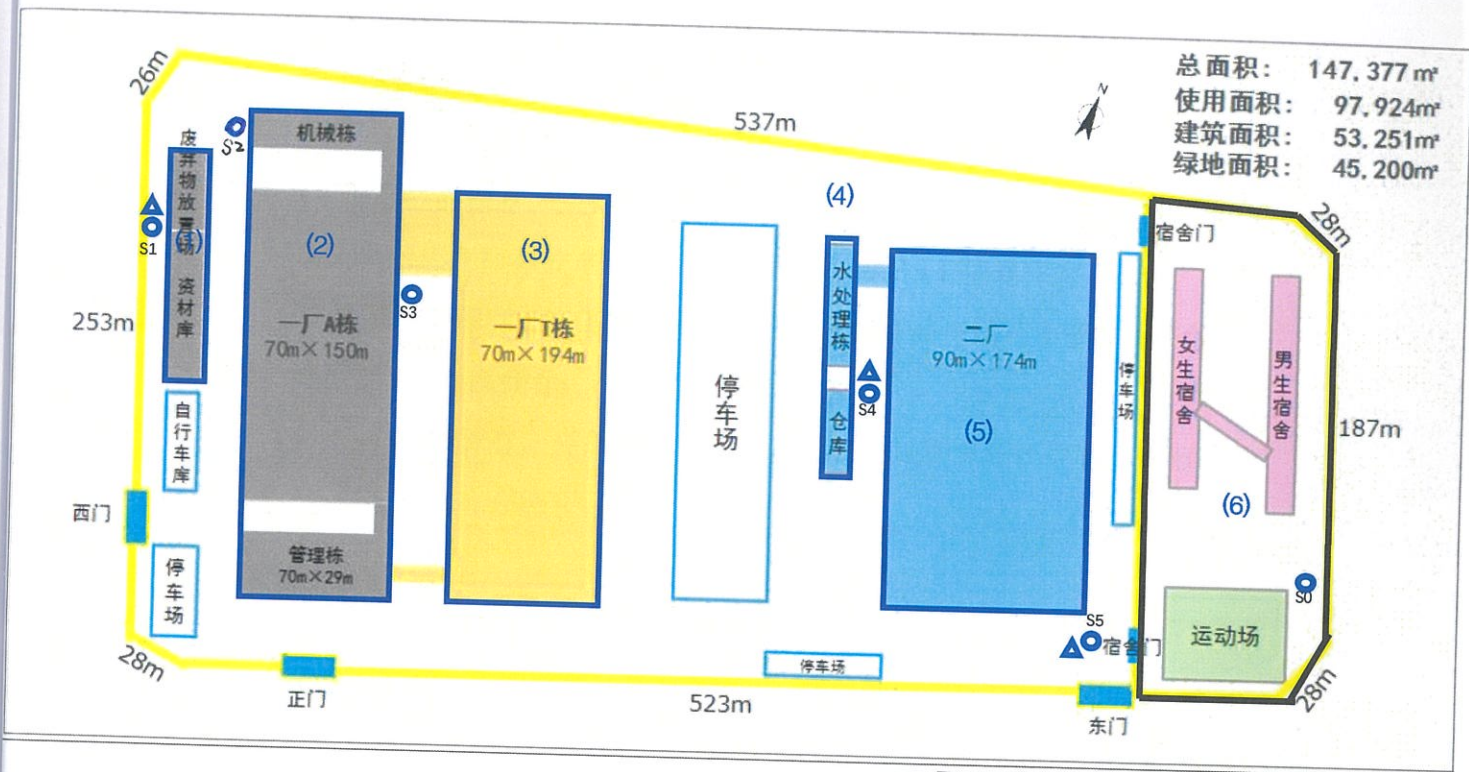 总面积： 147.377㎡
使用面积： 97,924㎡
建筑面积： 53.251㎡
绿地面积： 45.200㎡
N
26m
537m
28m
废弃物放置场
资材库
S2
机械栋
(4)
宿舍门
S1
(1)
(2)
(3)
S3
水处理栋
一厂A栋
70m×150m
一厂T栋
70m×194m
二厂
90m×174m
253m
停车场
停车场
女生宿舍
男生宿舍
S4
仓库
(5)
187m
自行车库
(6)
西门
管理栋
70m×29m
停车场
S0
S5
宿舍门
运动场
28m
停车场
正门
523m
东门
28m